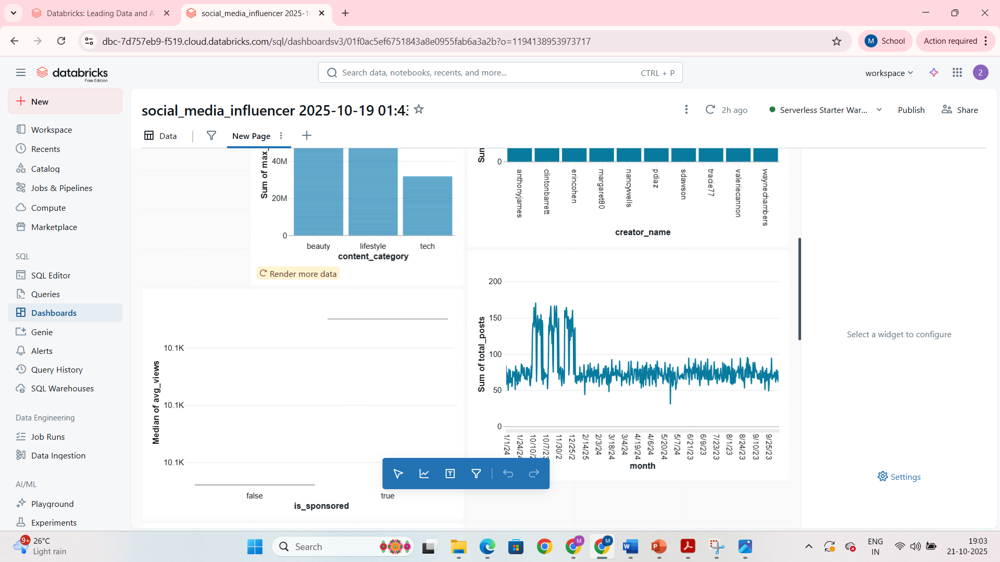 Databricks: Leading Data and A
social_media_influencer 2025-1
dbc-7d757eb9-f519.cloud.databricks.com/sql/dashboardsv3/01f0ac5ef6751843a8e0955fab6a3a2b?o=1194138953973717
M School
Action required
databricks
Free Edition
Search data, notebooks, recents, and more...
CTRL + P
workspace
2
New
Workspace
Recents
Catalog
Jobs & Pipelines
Compute
Marketplace
SQL
SQL Editor
Queries
Dashboards
Genie
Alerts
Query History
SQL Warehouses
Data Engineering
Job Runs
Data Ingestion
AI/ML
Playground
Experiments
social_media_influencer 2025-10-19 01:43
2h ago
Serverless Starter War...
Publish
Share
Data
New Page
Sum of max_
40M
20M
0
beauty
lifestyle
tech
content_category
Render more data
Sum
0
anthonyjames
clintonbarrett
erincohen
margaret80
nancywells
pdiaz
sdawson
tracie77
valeriecannon
waynechambers
creator_name
Median of avg_views
10.1K
10.1K
10.1K
false
true
is_sponsored
Sum of total_posts
200
150
100
50
0
1/1/24
1/24/24
10/10/2
10/7/23
11/30/2
12/25/2
2/14/25
2/3/24
3/18/24
3/4/24
4/19/24
4/6/24
5/20/24
5/7/24
6/21/23
6/9/23
7/23/23
8/1/23
8/24/23
9/10/23
9/25/23
month
Select a widget to configure
Settings
9+
26°C
Light rain
Search
M
M
ENG
IN
19:03
21-10-2025